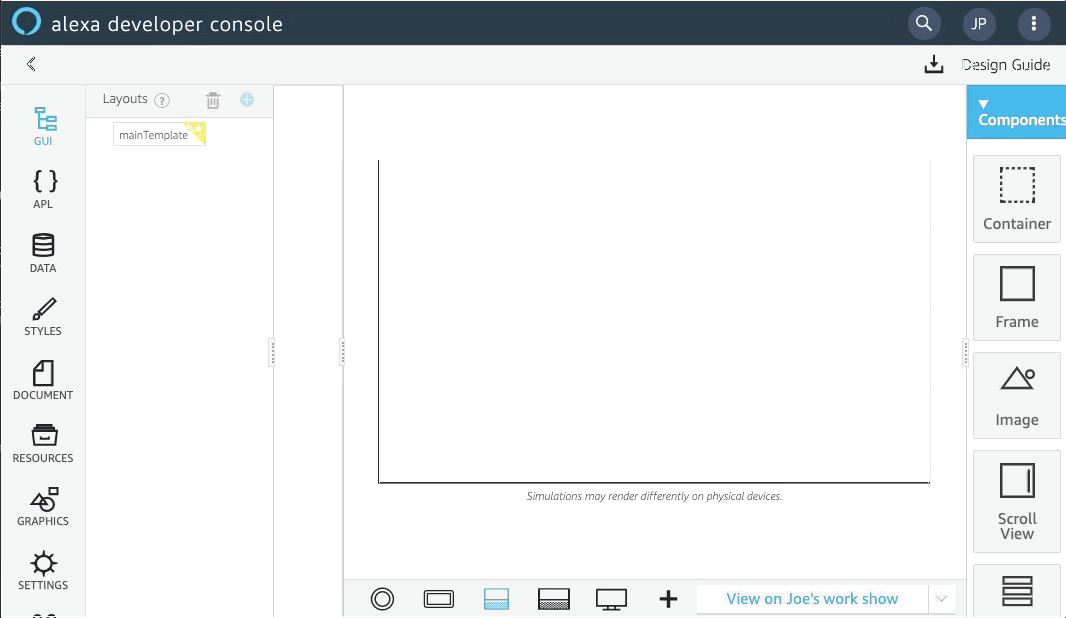 alexa developer console
JP
Design Guide
Layouts ?
mainTemplate
GUI
{ }
APL
DATA
STYLES
DOCUMENT
RESOURCES
GRAPHICS
SETTINGS
Simulations may render differently on physical devices.
View on Joe's work show
Components
Container
Frame
Image
Scroll
View